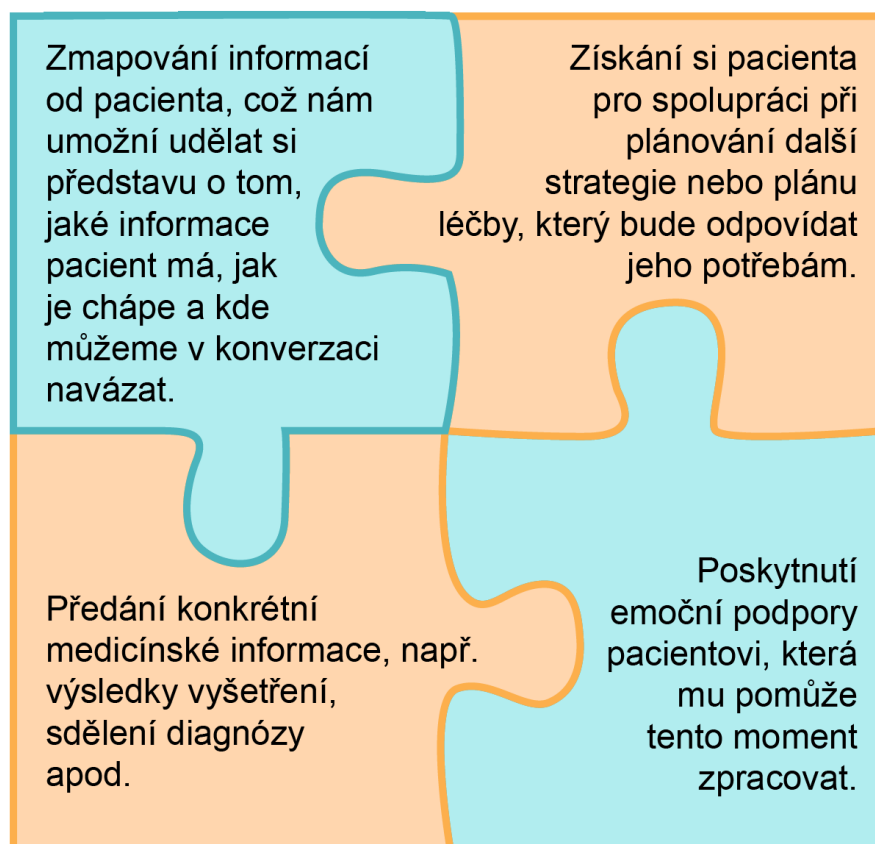 Zmapování informací
od pacienta, což nám
umožní udělat si
představu o tom,
jaké informace
pacient má, jak
je chápe a kde
můžeme v konverzaci
navázat.
Získání si pacienta
pro spolupráci při
plánování další
strategie nebo plánu
léčby, který bude odpovídat
jeho potřebám.
Předání konkrétní
medicínské informace, např.
výsledky vyšetření,
sdělení diagnózy
apod.
Poskytnutí
emoční podpory
pacientovi, která
mu pomůže
tento moment
zpracovat.